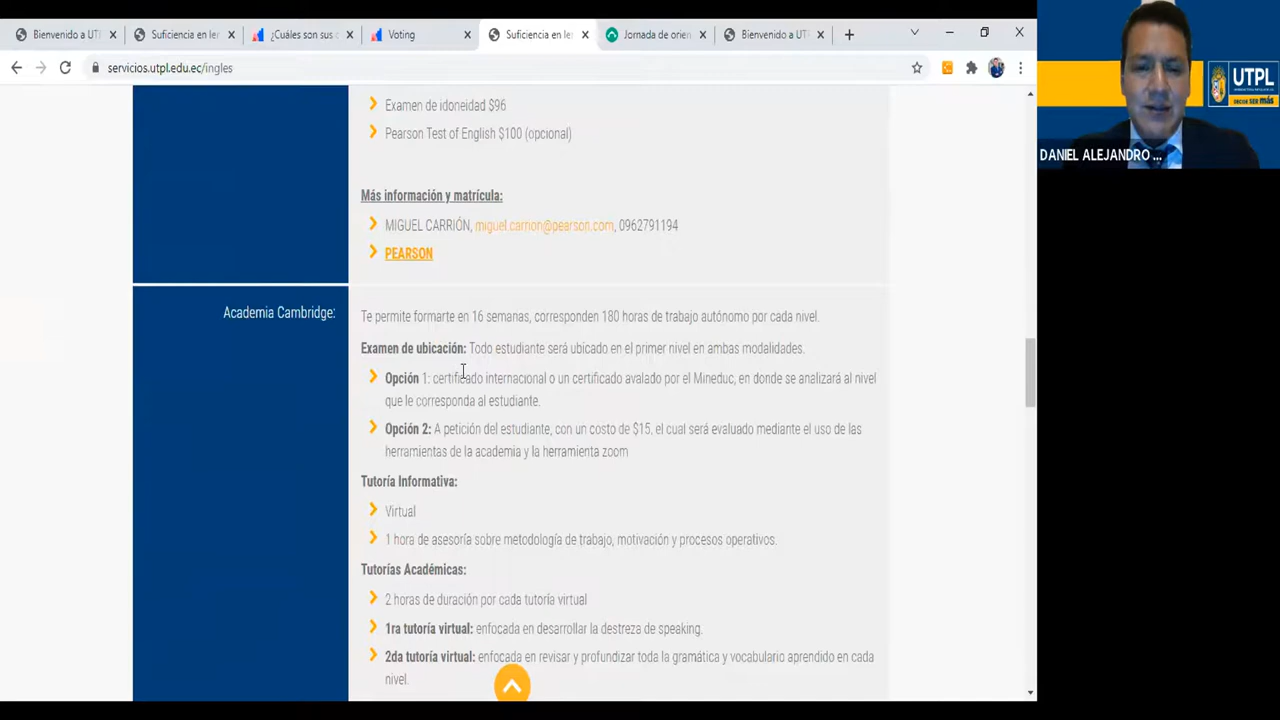 Bienvenido a UTPL
Suficiencia en len
¿Cuáles son sus c
Voting
Suficiencia en len
Jornada de orien
Bienvenido a UTPL
servicios.utpl.edu.ec/ingles
UTPL
DECIDE SER MÁS
DANIEL ALEJANDRO ...
Examen de idoneidad $96
Pearson Test of English $100 (opcional)
Más información y matrícula:
MIGUEL CARRIÓN, miguel.carrion@pearson.com, 0962791194
PEARSON
Academia Cambridge:
Te permite formarte en 16 semanas, corresponden 180 horas de trabajo autónomo por cada nivel.
Examen de ubicación: Todo estudiante será ubicado en el primer nivel en ambas modalidades.
Opción 1: certificado internacional o un certificado avalado por el Mineduc, en donde se analizará al nivel
que le corresponda al estudiante.
Opción 2: A petición del estudiante, con un costo de $15, el cual será evaluado mediante el uso de las
herramientas de la academia y la herramienta zoom
Tutoría Informativa:
Virtual
1 hora de asesoría sobre metodología de trabajo, motivación y procesos operativos.
Tutorías Académicas:
2 horas de duración por cada tutoría virtual
1ra tutoría virtual: enfocada en desarrollar la destreza de speaking.
2da tutoría virtual: enfocada en revisar y profundizar toda la gramática y vocabulario aprendido en cada
nivel.